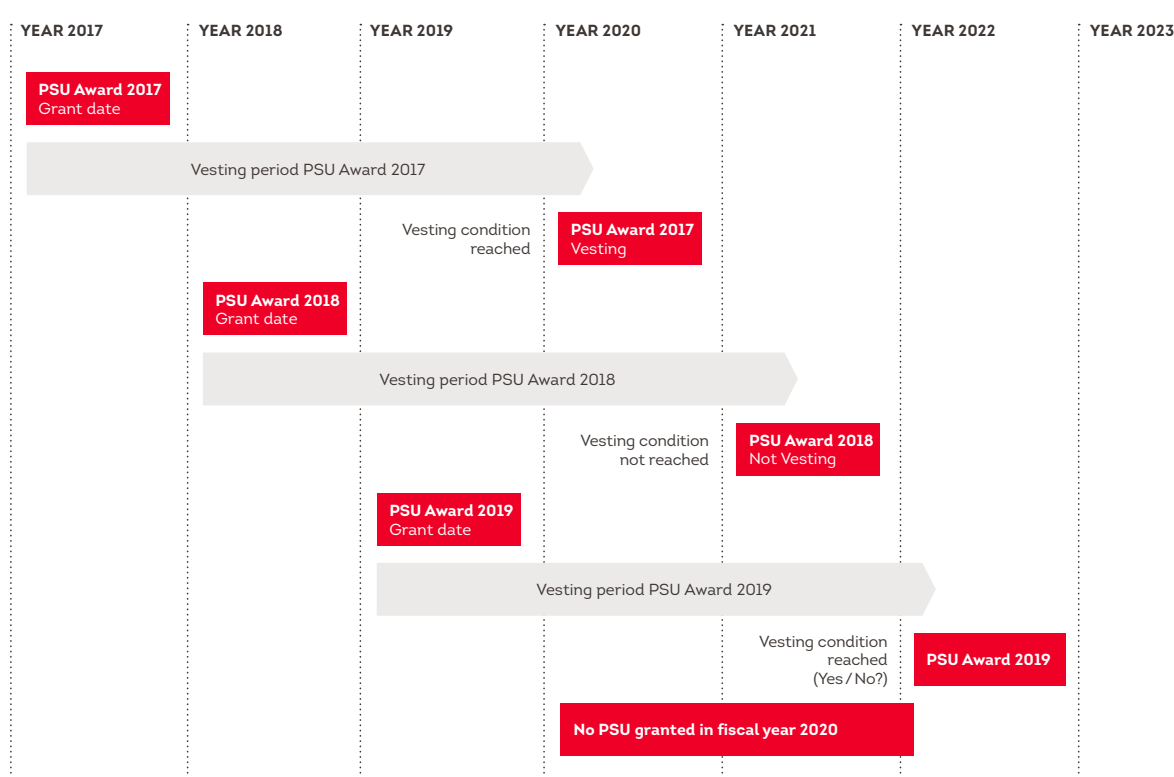 YEAR 2017
YEAR 2018
YEAR 2019
YEAR 2020
YEAR 2021
YEAR 2022
YEAR 2023
PSU Award 2017
Grant date
Vesting period PSU Award 2017
Vesting condition
reached
PSU Award 2017
Vesting
PSU Award 2018
Grant date
Vesting period PSU Award 2018
Vesting condition
not reached
PSU Award 2018
Not Vesting
PSU Award 2019
Grant date
Vesting period PSU Award 2019
Vesting condition
reached
(Yes / No?)
PSU Award 2019
No PSU granted in fiscal year 2020